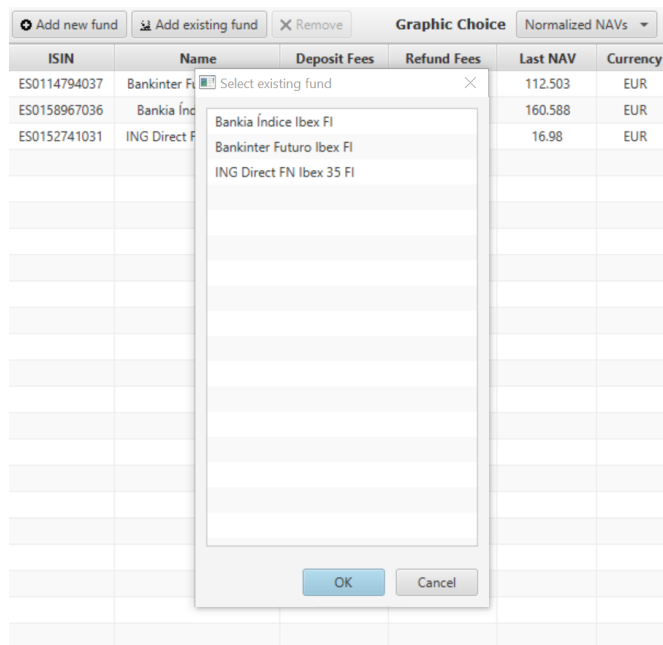 Add new fund Add existing fund Remove Graphic Choice Normalized NAVs
ISIN Name Deposit Fees Refund Fees Last NAV Currency
Select existing fund
ES0114794037 Bankinter 112.503 EUR
ES0158967036 Bankia 160.588 EUR
ES0152741031 ING Direct 16.98 EUR
Bankia Índice Ibex FI
Bankinter Futuro Ibex FI
ING Direct FN Ibex 35 FI
OK Cancel